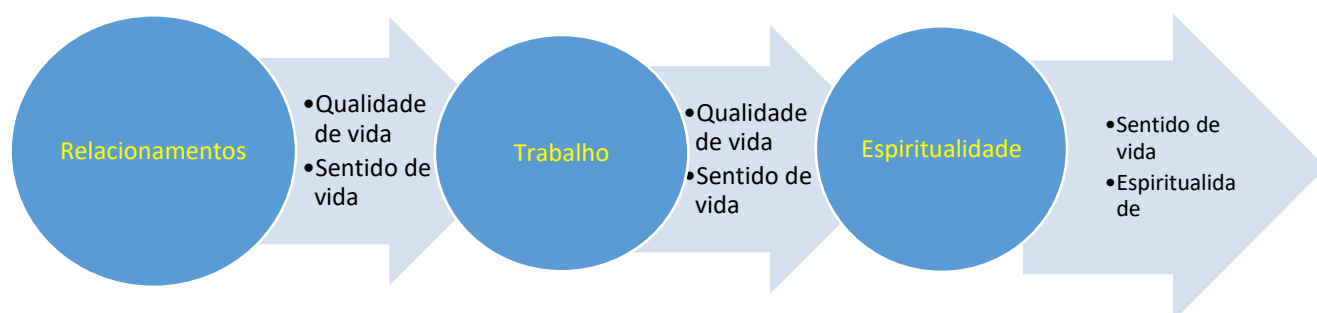 Relacionamentos
•Qualidade
de vida
•Sentido de
vida
Trabalho
•Qualidade
de vida
•Sentido de
vida
Espiritualidade
•Sentido de
vida
•Espiritualida
de